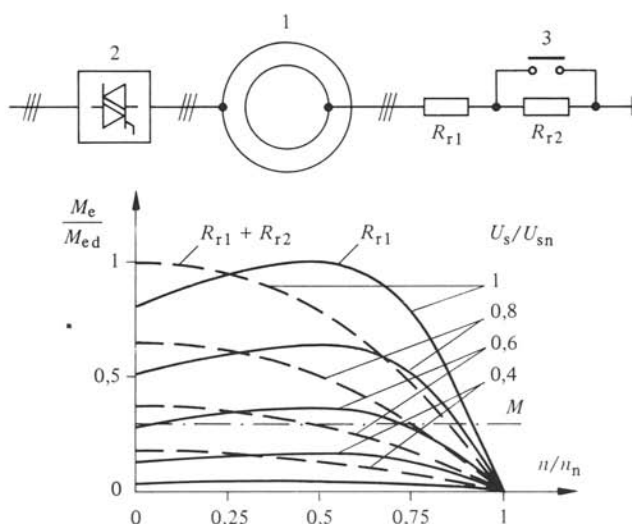 1
2
3
///
///
///
R_r1
R_r2
M_e / M_ed
R_r1 + R_r2
R_r1
U_s/U_sn
1
1
0,8
0,6
0,5
0,4
M
n/n_n
0
0
0.25
0.5
0.75
1